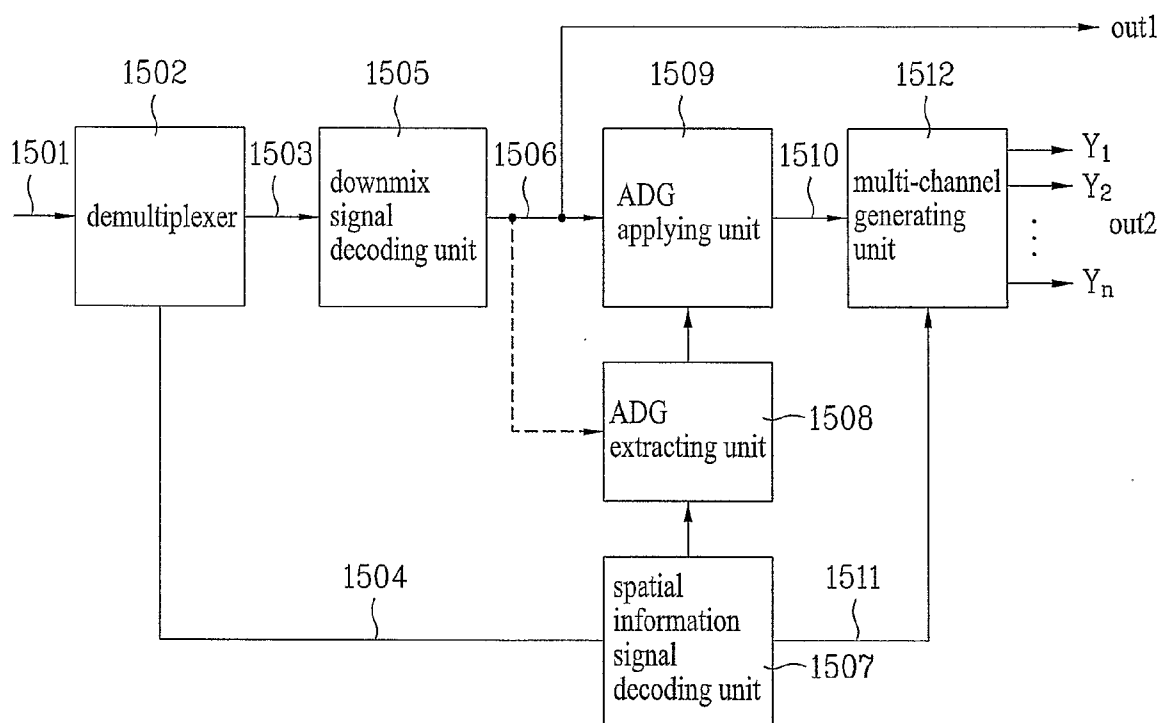 out1
1502
1505
1509
1512
1501
1503
1506
1510
demultiplexer
downmix
signal
decoding unit
ADG
applying unit
multi-channel
generating
unit
Y1
Y2
out2
Yn
ADG
extracting unit
1508
1504
1511
spatial
information
signal
decoding unit
1507